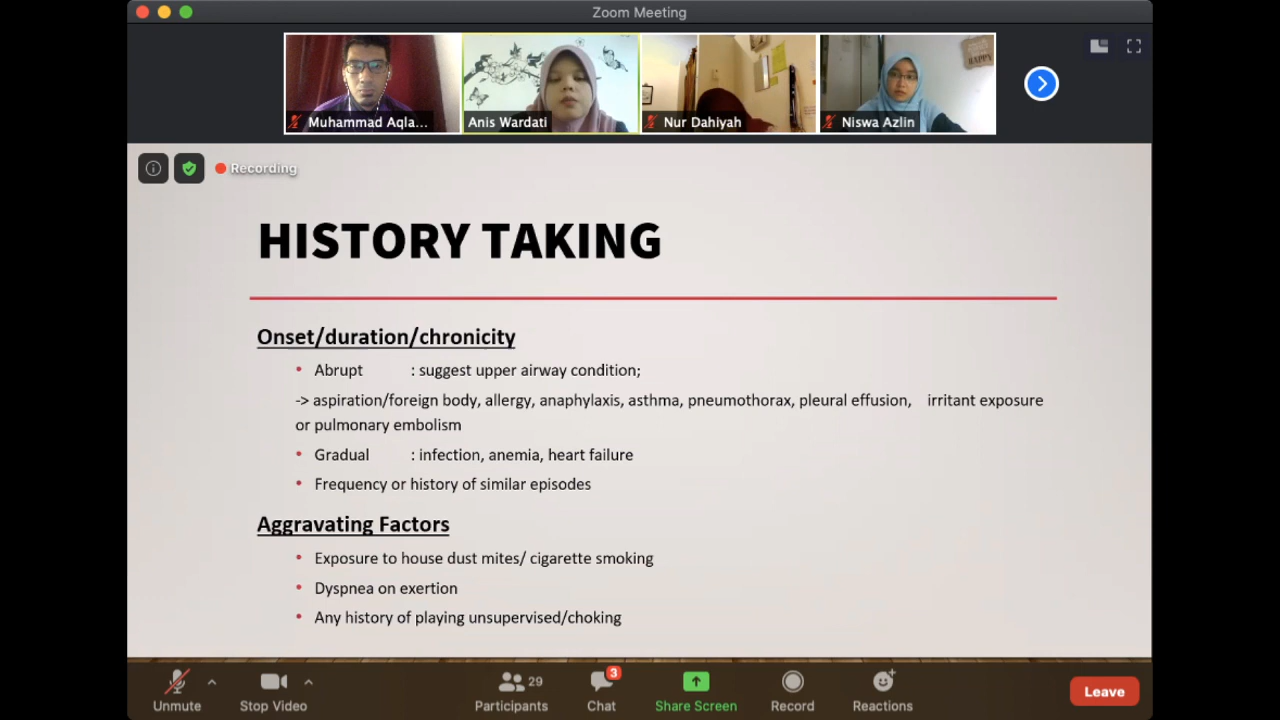 Zoom Meeting
Muhammad Aqla...
Anis Wardati
Nur Dahiyah
Niswa Azlin
HAPPY
Recording
HISTORY TAKING
Onset/duration/chronicity
• Abrupt : suggest upper airway condition;
-> aspiration/foreign body, allergy, anaphylaxis, asthma, pneumothorax, pleural effusion, irritant exposure
or pulmonary embolism
• Gradual : infection, anemia, heart failure
• Frequency or history of similar episodes
Aggravating Factors
• Exposure to house dust mites/ cigarette smoking
• Dyspnea on exertion
• Any history of playing unsupervised/choking
29
3
Unmute
Stop Video
Participants
Chat
Share Screen
Record
Reactions
Leave